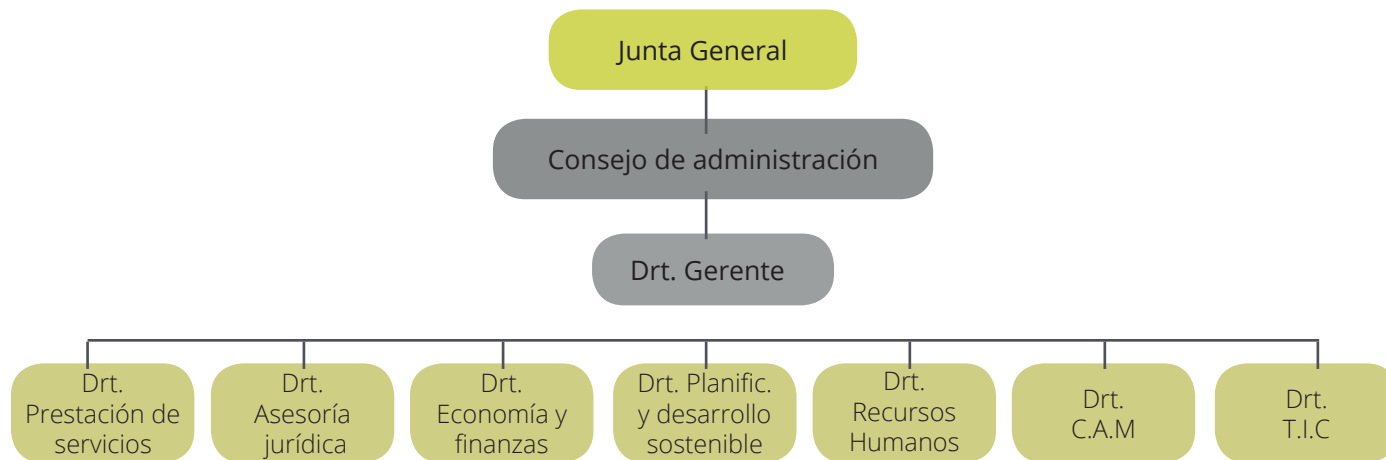 Junta General
Consejo de administración
Drt. Gerente
Drt.
Prestación de
servicios
Drt.
Asesoría
jurídica
Drt.
Economía y
finanzas
Drt. Planific.
y desarrollo
sostenible
Drt.
Recursos
Humanos
Drt.
C.A.M
Drt.
T.I.C